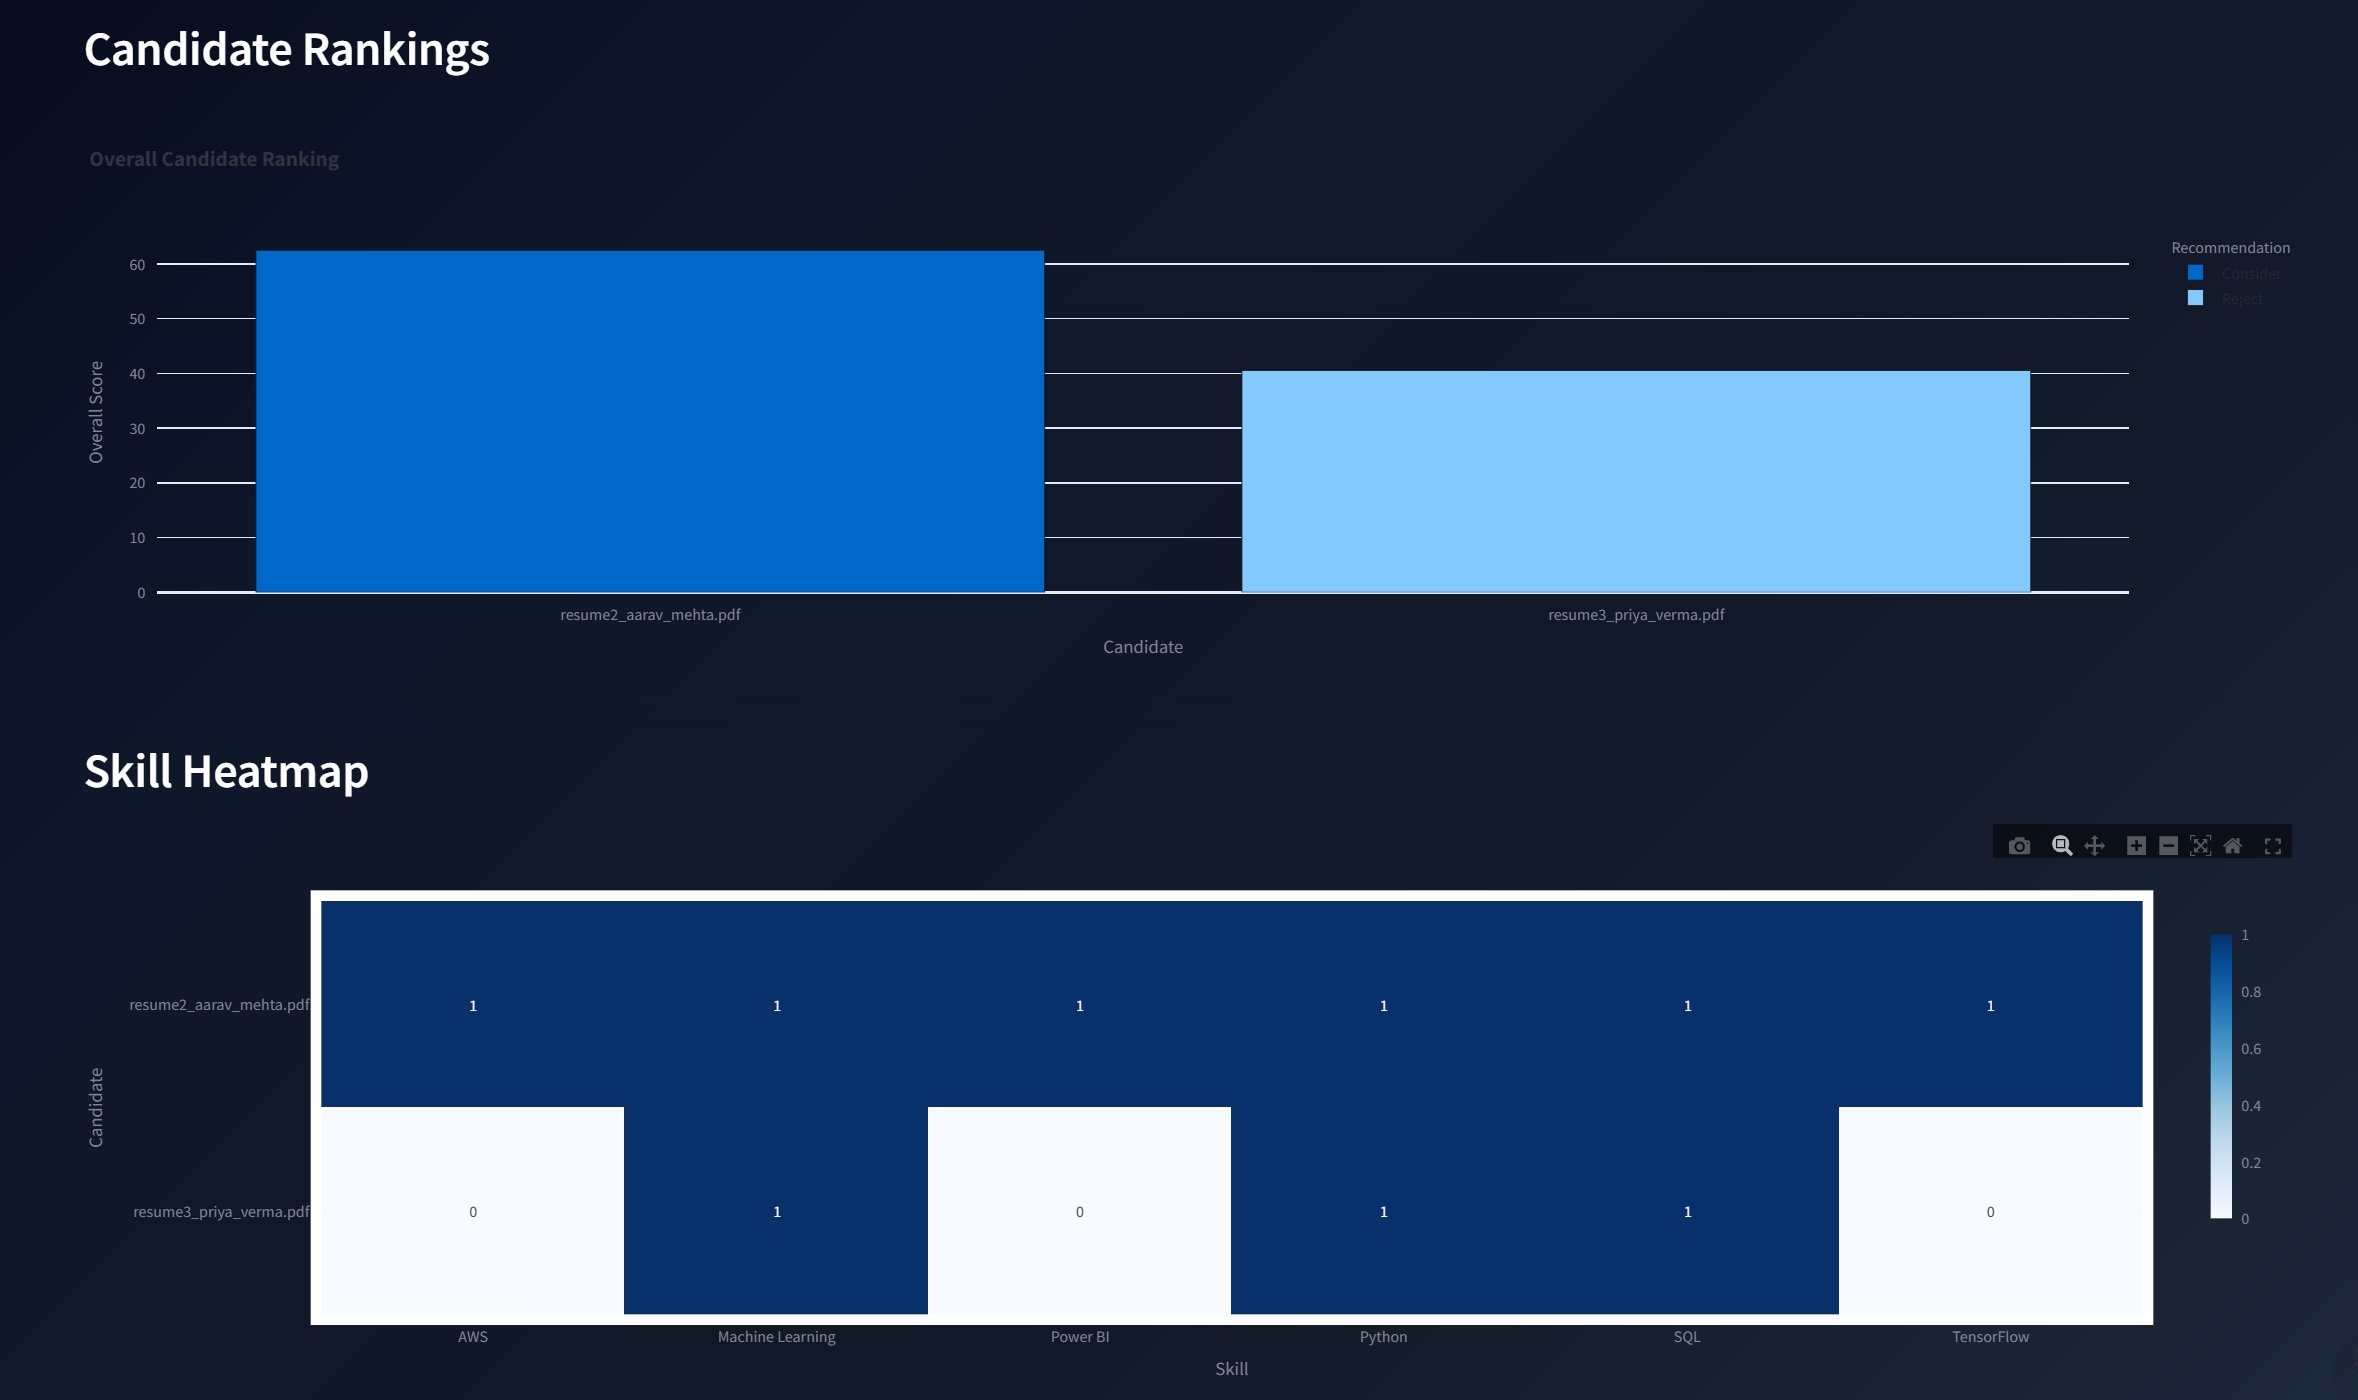 Candidate Rankings
Overall Candidate Ranking
Recommendation
Consider
Reject
60
50
40
30
20
10
0
Overall Score
resume2_aarav_mehta.pdf resume3_priya_verma.pdf
Candidate
Skill Heatmap
resume2_aarav_mehta.pdf 1 1 1 1 1 1
resume3_priya_verma.pdf 0 1 0 1 1 0
Candidate
AWS Machine Learning Power BI Python SQL TensorFlow
Skill
1
0.8
0.6
0.4
0.2
0